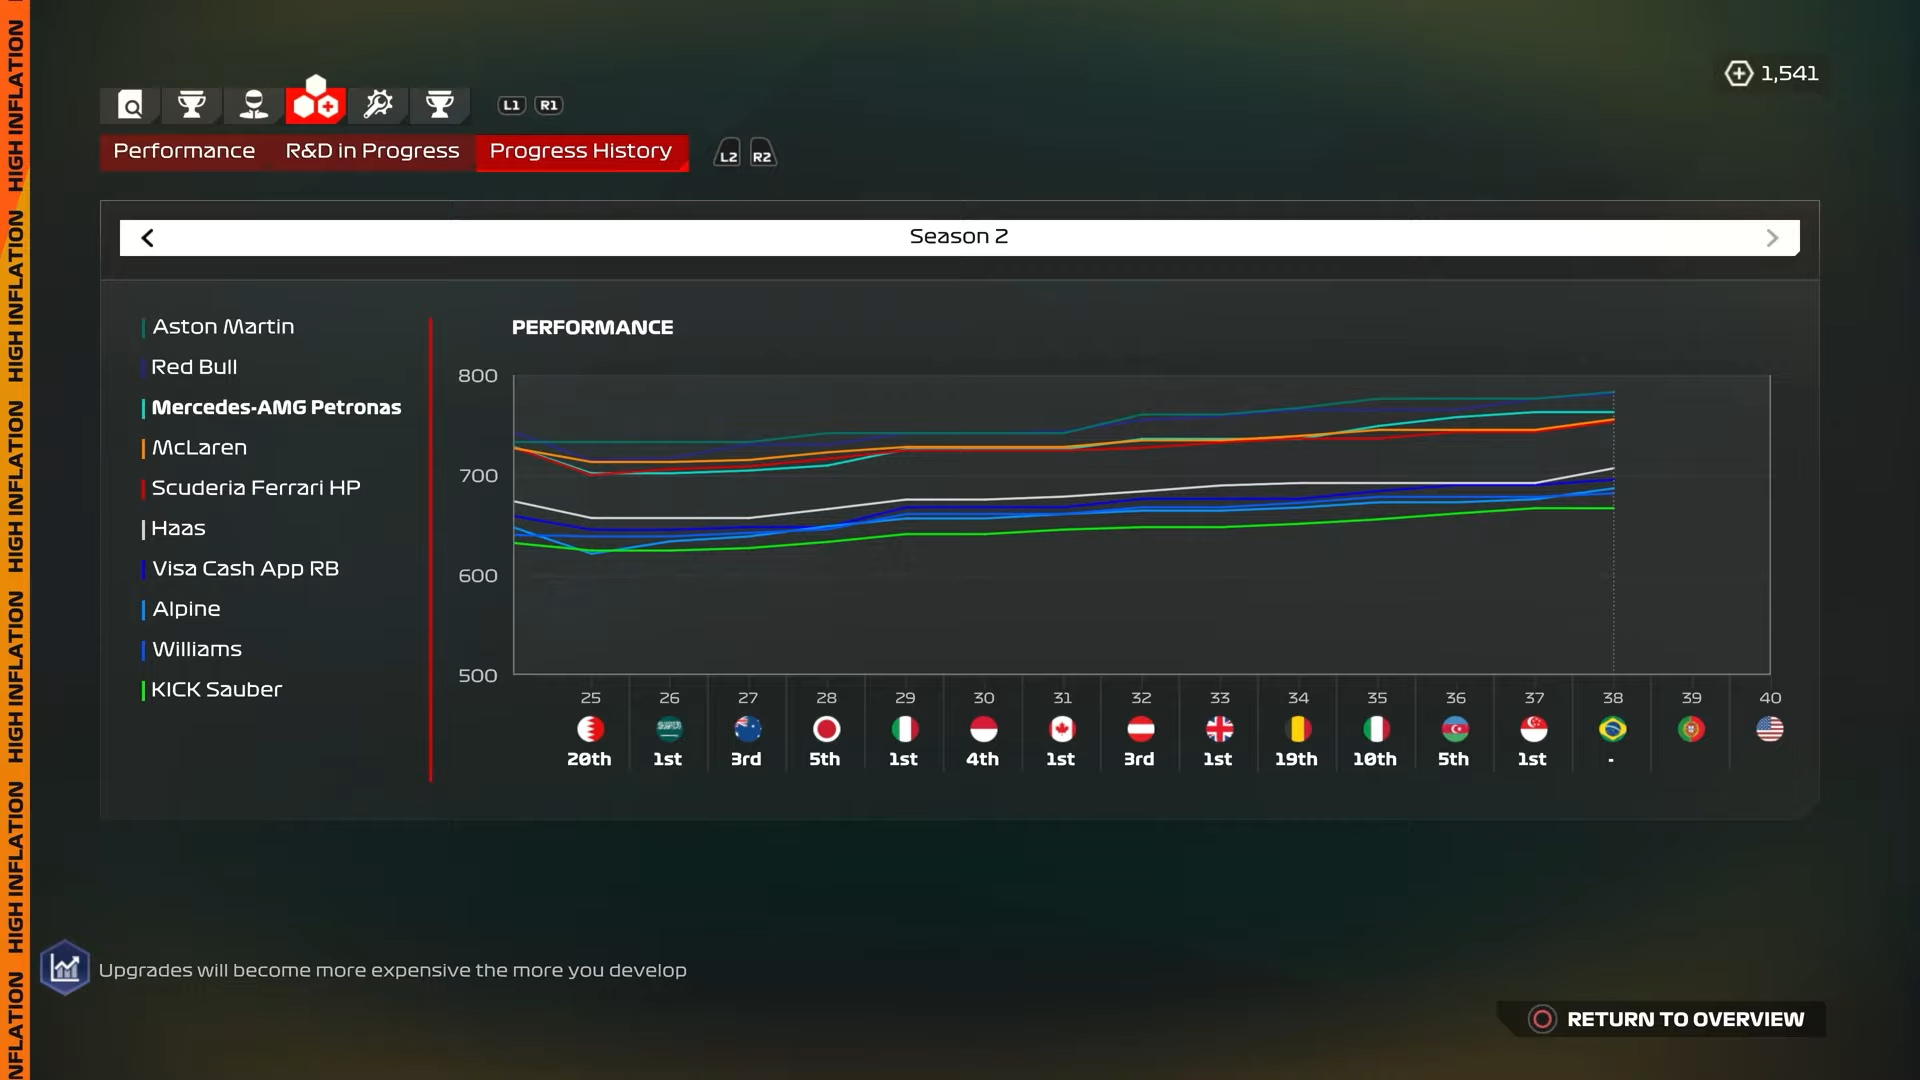 HIGH INFLATION
HIGH INFLATION
HIGH INFLATION
HIGH INFLATION
HIGH INFLATION
INFLATION
1,541
L1 R1
Performance R&D in Progress Progress History L2 R2
Season 2
Aston Martin
Red Bull
Mercedes-AMG Petronas
McLaren
Scuderia Ferrari HP
Haas
Visa Cash App RB
Alpine
Williams
KICK Sauber
PERFORMANCE
800
700
600
500
25 26 27 28 29 30 31 32 33 34 35 36 37 38 39 40
20th 1st 3rd 5th 1st 4th 1st 3rd 1st 19th 10th 5th 1st -
Upgrades will become more expensive the more you develop
RETURN TO OVERVIEW